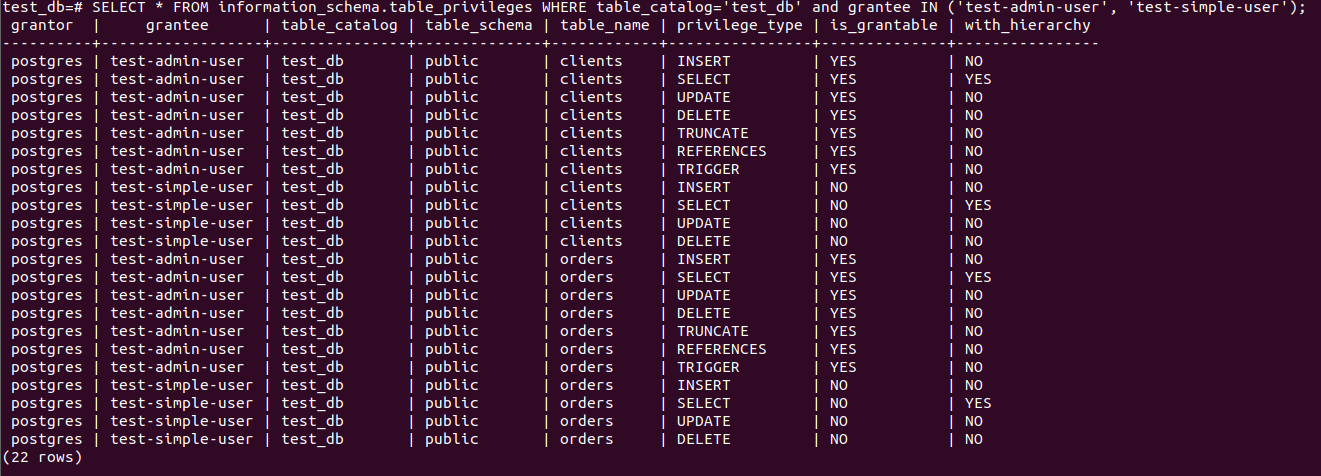 test_db=# SELECT * FROM information_schema.table_privileges WHERE table_catalog='test_db' and grantee IN ('test-admin-user', 'test-simple-user');
 grantor  |     grantee      | table_catalog | table_schema | table_name | privilege_type | is_grantable | with_hierarchy
----------+------------------+---------------+--------------+------------+----------------+--------------+----------------
 postgres | test-admin-user  | test_db       | public       | clients    | INSERT         | YES          | NO
 postgres | test-admin-user  | test_db       | public       | clients    | SELECT         | YES          | YES
 postgres | test-admin-user  | test_db       | public       | clients    | UPDATE         | YES          | NO
 postgres | test-admin-user  | test_db       | public       | clients    | DELETE         | YES          | NO
 postgres | test-admin-user  | test_db       | public       | clients    | TRUNCATE       | YES          | NO
 postgres | test-admin-user  | test_db       | public       | clients    | REFERENCES     | YES          | NO
 postgres | test-admin-user  | test_db       | public       | clients    | TRIGGER        | YES          | NO
 postgres | test-simple-user | test_db       | public       | clients    | INSERT         | NO           | NO
 postgres | test-simple-user | test_db       | public       | clients    | SELECT         | NO           | YES
 postgres | test-simple-user | test_db       | public       | clients    | UPDATE         | NO           | NO
 postgres | test-simple-user | test_db       | public       | clients    | DELETE         | NO           | NO
 postgres | test-admin-user  | test_db       | public       | orders     | INSERT         | YES          | NO
 postgres | test-admin-user  | test_db       | public       | orders     | SELECT         | YES          | YES
 postgres | test-admin-user  | test_db       | public       | orders     | UPDATE         | YES          | NO
 postgres | test-admin-user  | test_db       | public       | orders     | DELETE         | YES          | NO
 postgres | test-admin-user  | test_db       | public       | orders     | TRUNCATE       | YES          | NO
 postgres | test-admin-user  | test_db       | public       | orders     | REFERENCES     | YES          | NO
 postgres | test-admin-user  | test_db       | public       | orders     | TRIGGER        | YES          | NO
 postgres | test-simple-user | test_db       | public       | orders     | INSERT         | NO           | NO
 postgres | test-simple-user | test_db       | public       | orders     | SELECT         | NO           | YES
 postgres | test-simple-user | test_db       | public       | orders     | UPDATE         | NO           | NO
 postgres | test-simple-user | test_db       | public       | orders     | DELETE         | NO           | NO
(22 rows)